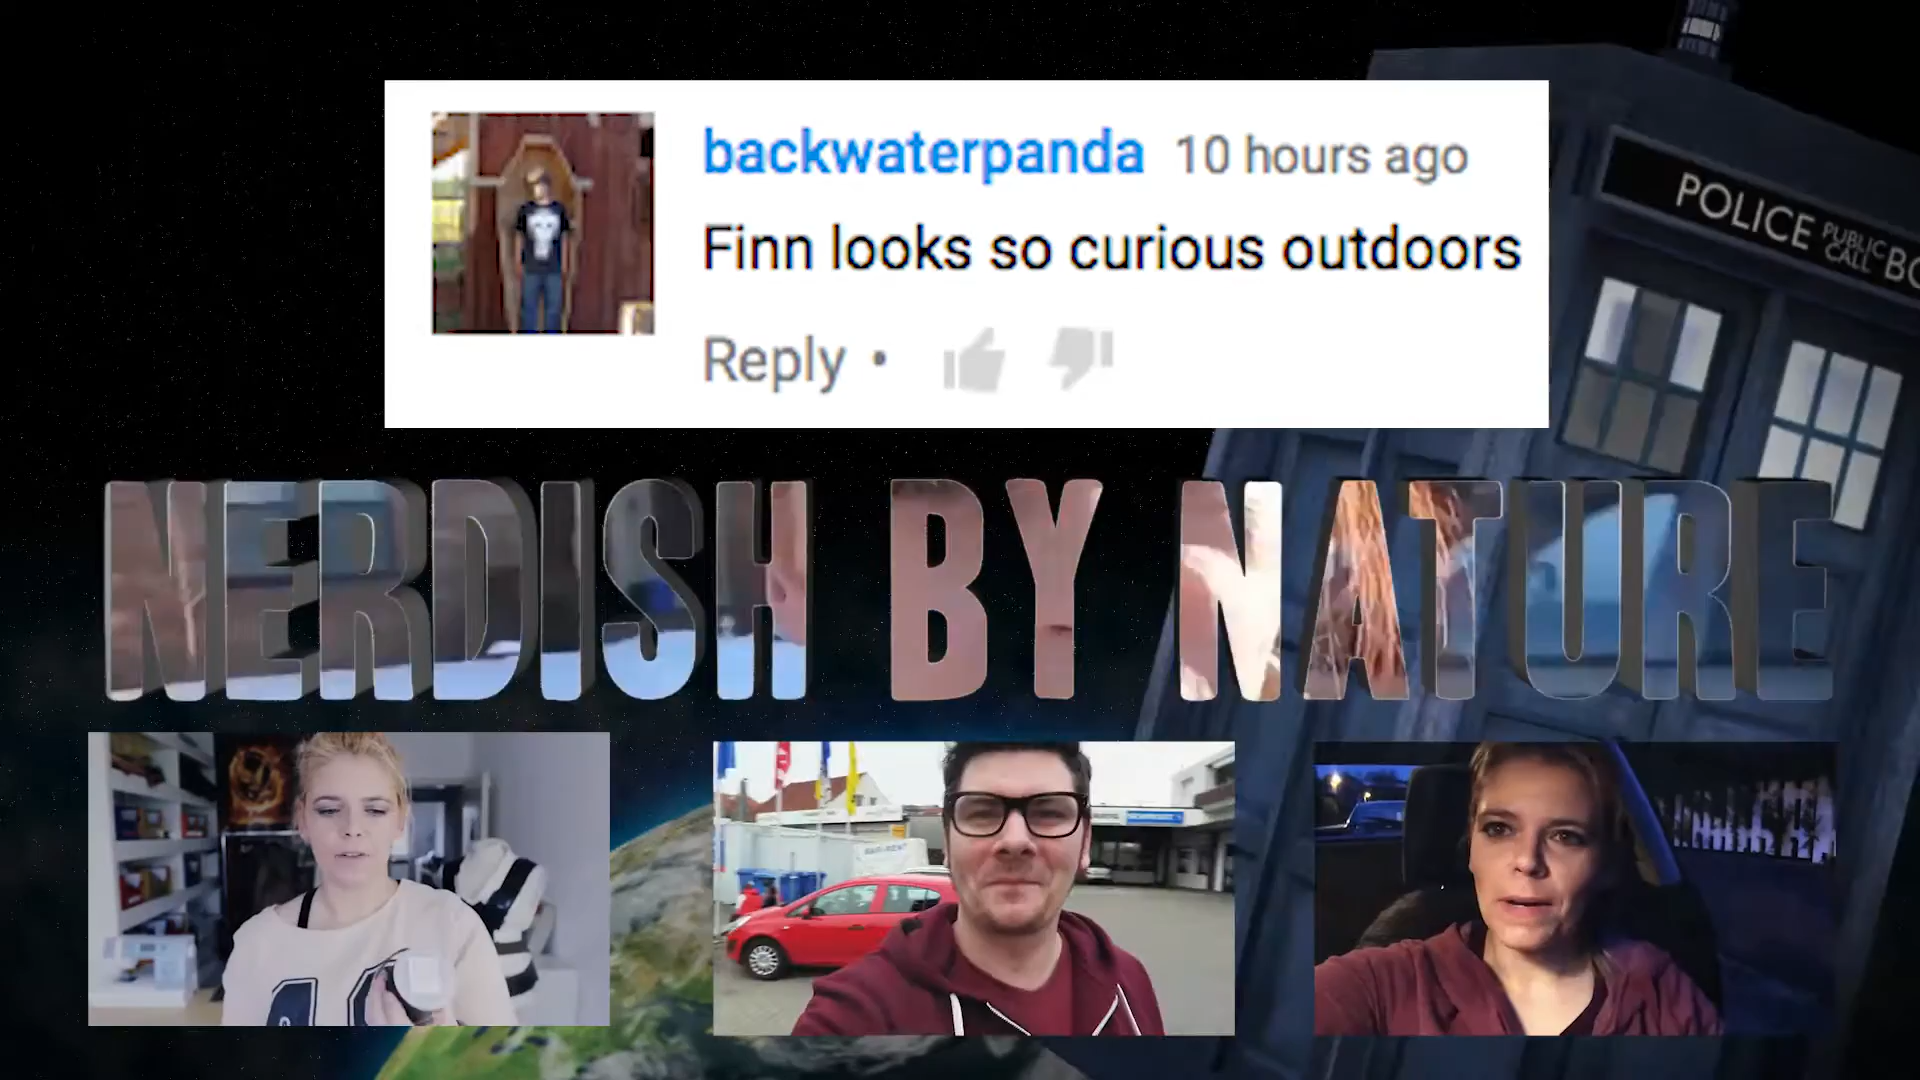 backwaterpanda 10 hours ago
Finn looks so curious outdoors
Reply •
POLICE PUBLIC CALL BO
NERDISH BY NATURE